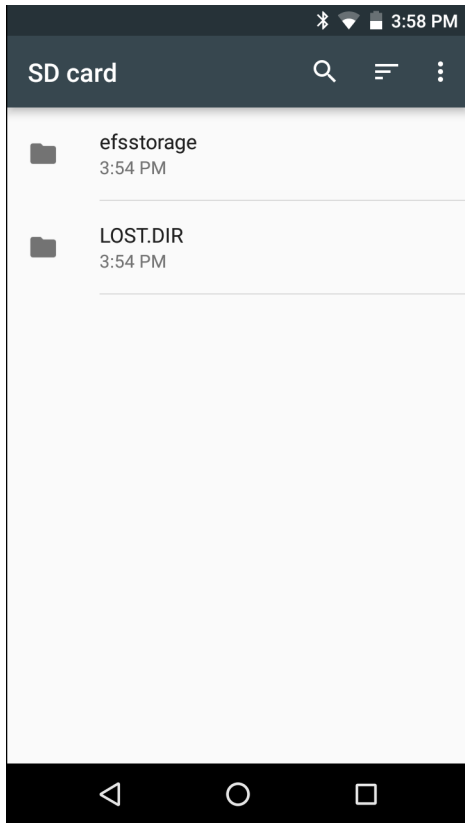 3:58 PM
SD card
efsstorage
3:54 PM
LOST.DIR
3:54 PM